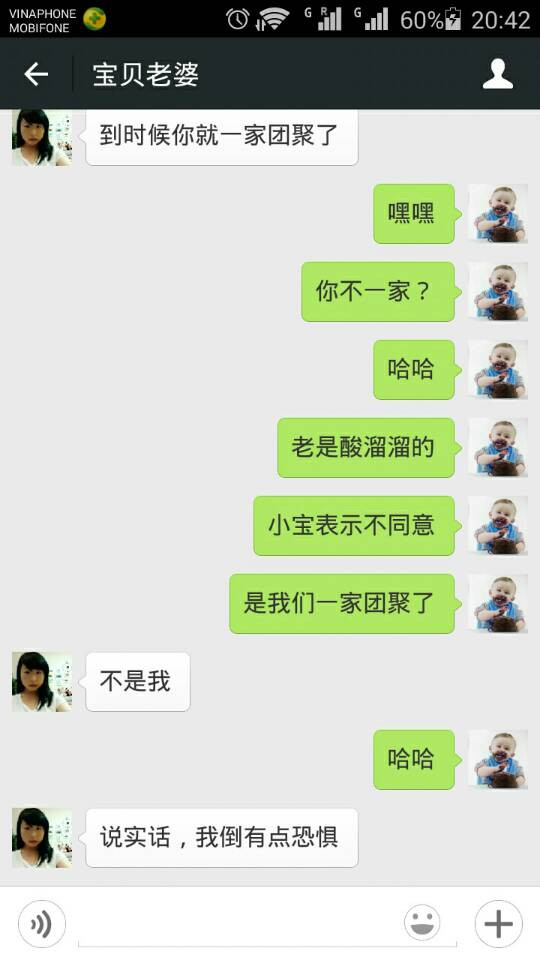 VINAPHONE
MOBIFONE
G R G 60% 20:42
宝贝老婆
到时候你就一家团聚了
嘿嘿
你不一家？
哈哈
老是酸溜溜的
小宝表示不同意
是我们一家团聚了
不是我
哈哈
说实话，我倒有点恐惧